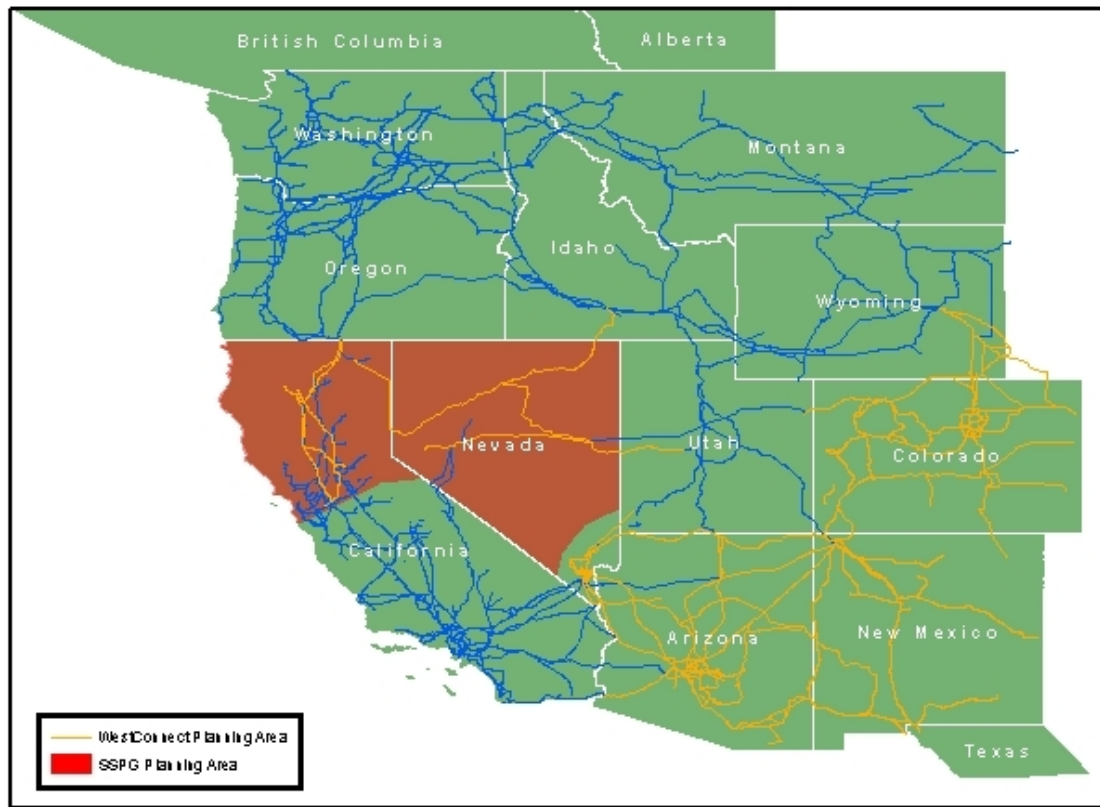 British Columbia
Alberta
Washington
Montana
Oregon
Idaho
Wyoming
Nevada
Utah
Colorado
California
Arizona
New Mexico
Texas
WestConnect Planning Area
SSPG Planning Area